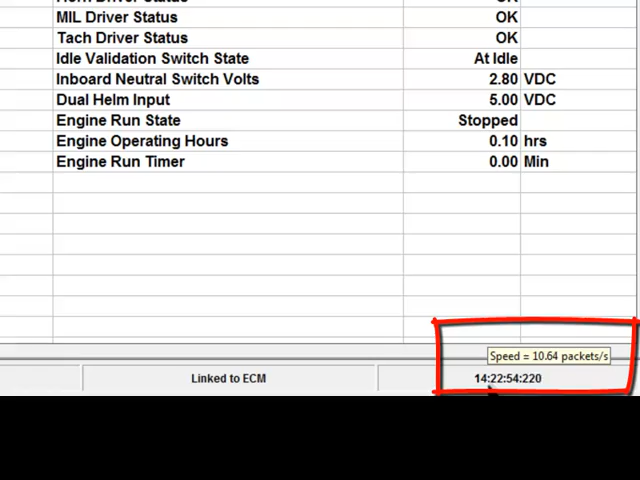 MIL Driver Status OK
Tach Driver Status OK
Idle Validation Switch State At Idle
Inboard Neutral Switch Volts 2.80 VDC
Dual Helm Input 5.00 VDC
Engine Run State Stopped
Engine Operating Hours 0.10 hrs
Engine Run Timer 0.00 Min
Speed = 10.64 packets/s
Linked to ECM 14:22:54:220